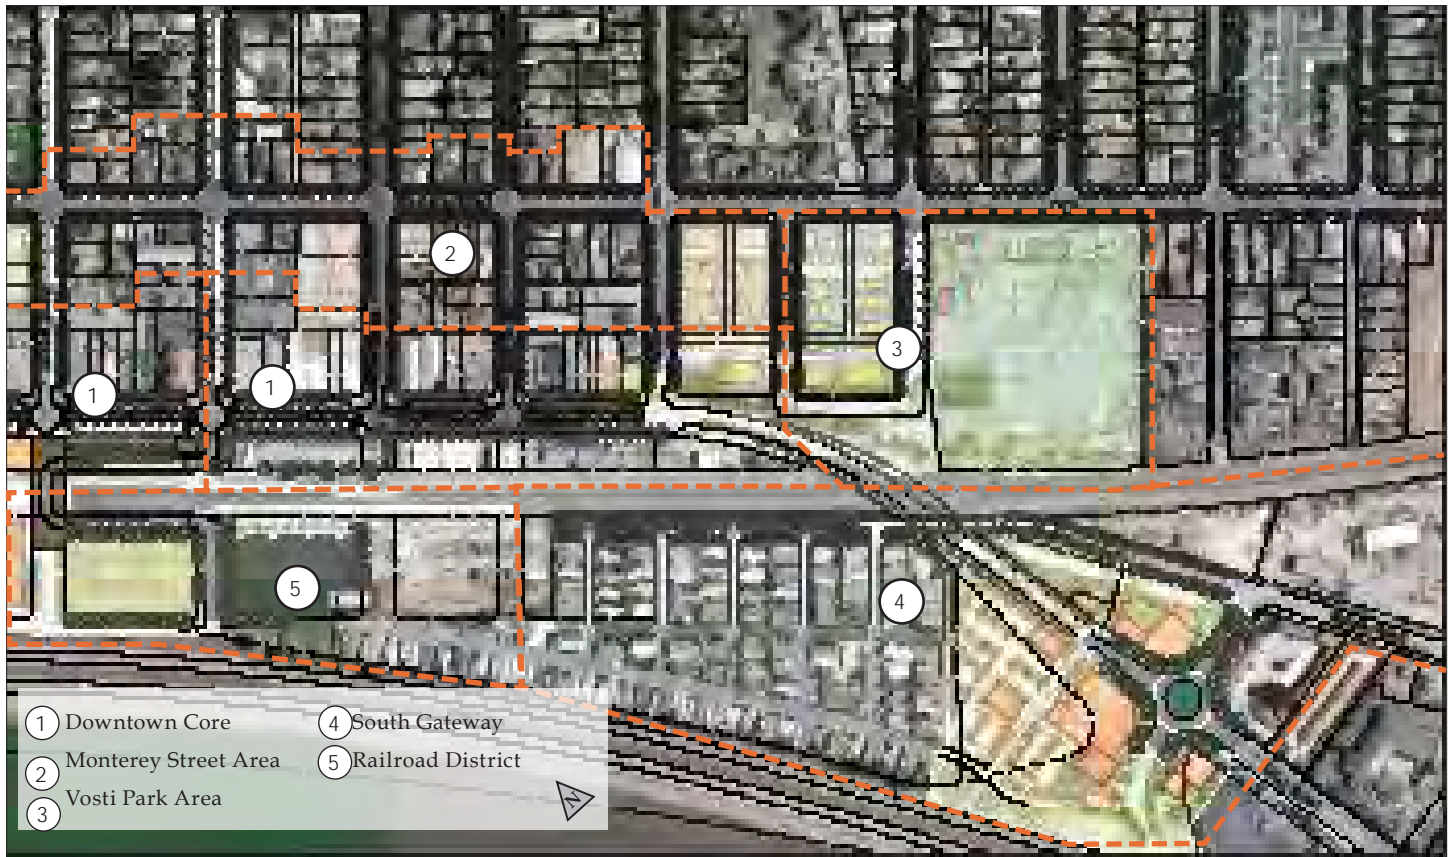 2
3
1
1
5
4
1 Downtown Core
2 Monterey Street Area
3 Vosti Park Area
4 South Gateway
5 Railroad District
N